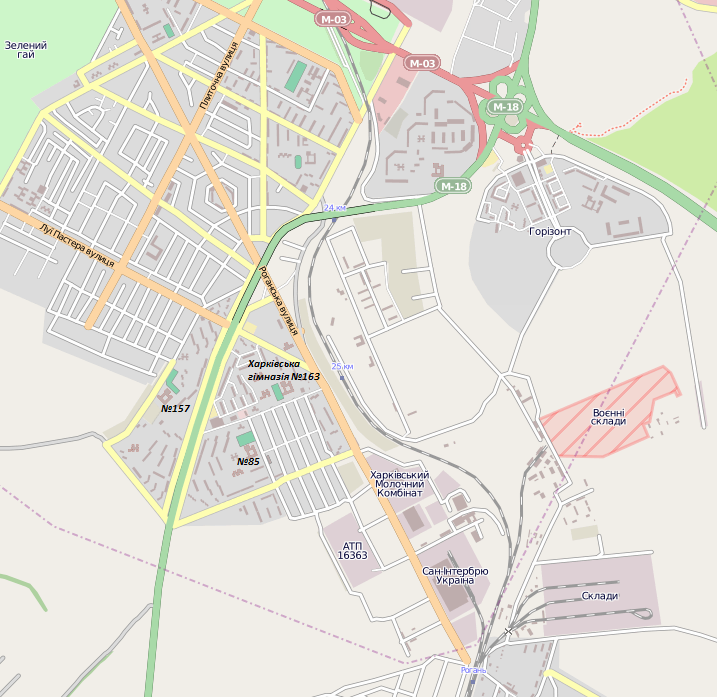 М-03
Зелений
гай
М-03
Плиточна вулиця
М-18
М-18
24 км
Горізонт
Луї Пастера вулиця
Роганська вулиця
25 км
Харківська
гімназія №163
№157
Воєнні
склади
№85
Харківський
Молочний
Комбінат
АТП
16363
Сан Інтербрю
Україна
Склади
Рогань